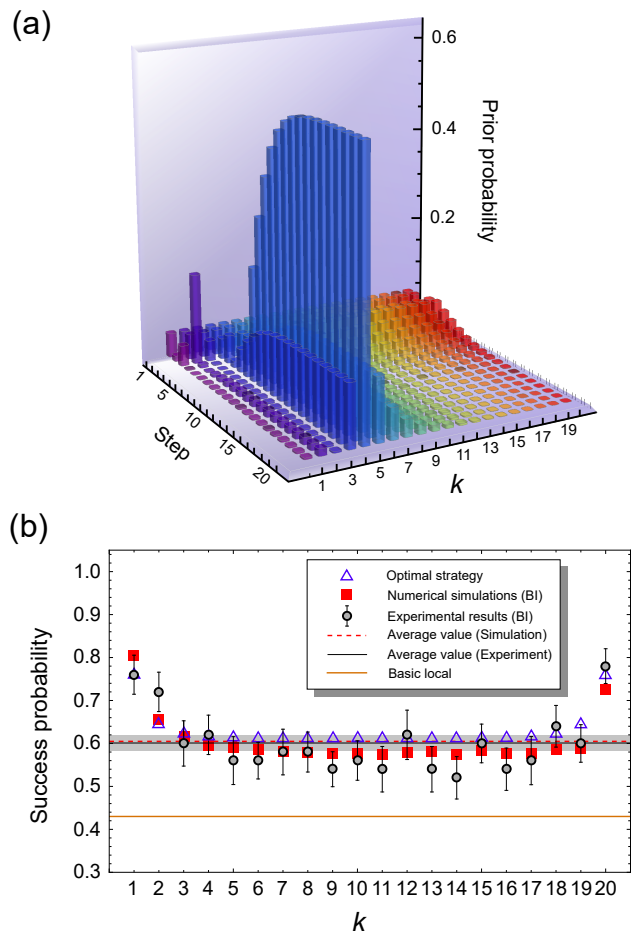 (a)
0.6
0.4
0.2
Prior probability
1
5
10
15
20
Step
1
3
5
7
9
11
13
15
17
19
k
(b)
1.0
0.9
0.8
0.7
0.6
0.5
0.4
0.3
Success probability
Optimal strategy
Numerical simulations (BI)
Experimental results (BI)
Average value (Simulation)
Average value (Experiment)
Basic local
1 2 3 4 5 6 7 8 9 10 11 12 13 14 15 16 17 18 19 20
k